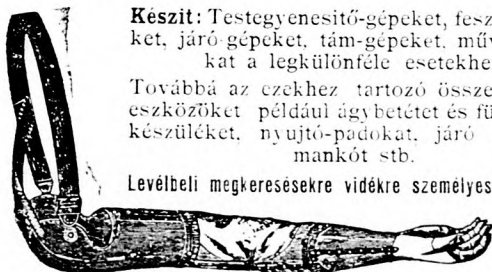 Készit: Testegyenesitő-gépeket, fesz
ket, járó-gépeket, tám-gépeket, műv
kat a legkülönféle esetekhe
Továbbá az ezekhez tartozó össze
eszközöket például ágybetétet és fü
készüléket, nyujtó-padokat, járó
mankót stb.
Levélbeli megkeresésekre vidékre személyes